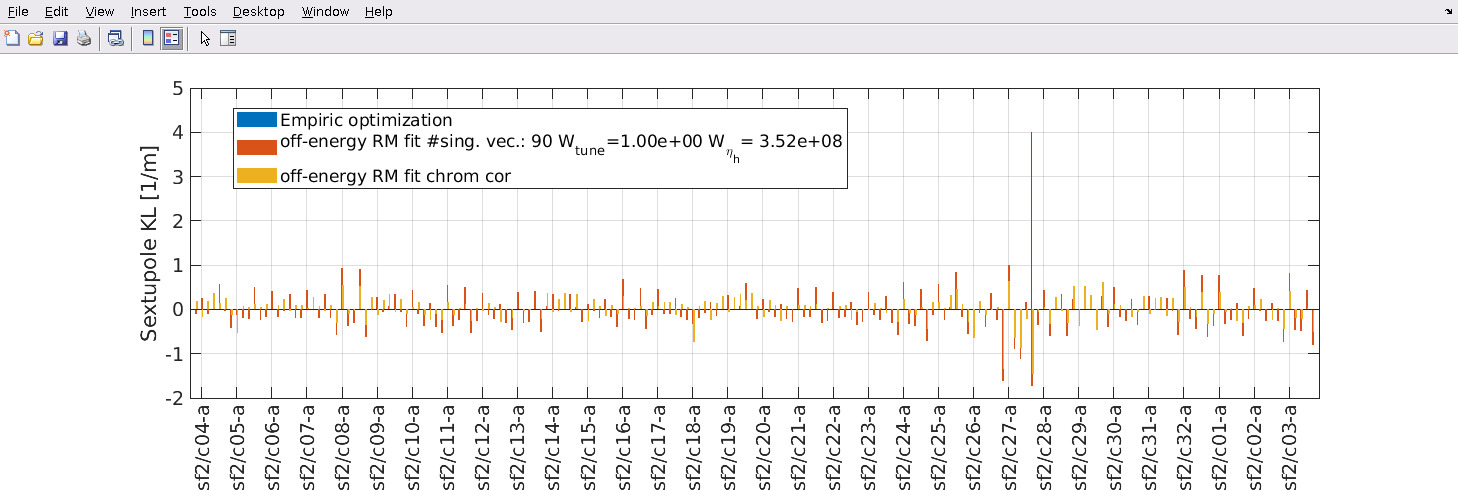 File Edit View Insert Tools Desktop Window Help
5
4
3
2
1
0
-1
-2
Sextupole KL [1/m]
Empiric optimization
off-energy RM fit #sing. vec.: 90 W_tune=1.00e+00 W_η_h= 3.52e+08
off-energy RM fit chrom cor
sf2/c04-a
sf2/c05-a
sf2/c06-a
sf2/c07-a
sf2/c08-a
sf2/c09-a
sf2/c10-a
sf2/c11-a
sf2/c12-a
sf2/c13-a
sf2/c14-a
sf2/c15-a
sf2/c16-a
sf2/c17-a
sf2/c18-a
sf2/c19-a
sf2/c20-a
sf2/c21-a
sf2/c22-a
sf2/c23-a
sf2/c24-a
sf2/c25-a
sf2/c26-a
sf2/c27-a
sf2/c28-a
sf2/c29-a
sf2/c30-a
sf2/c31-a
sf2/c32-a
sf2/c01-a
sf2/c02-a
sf2/c03-a